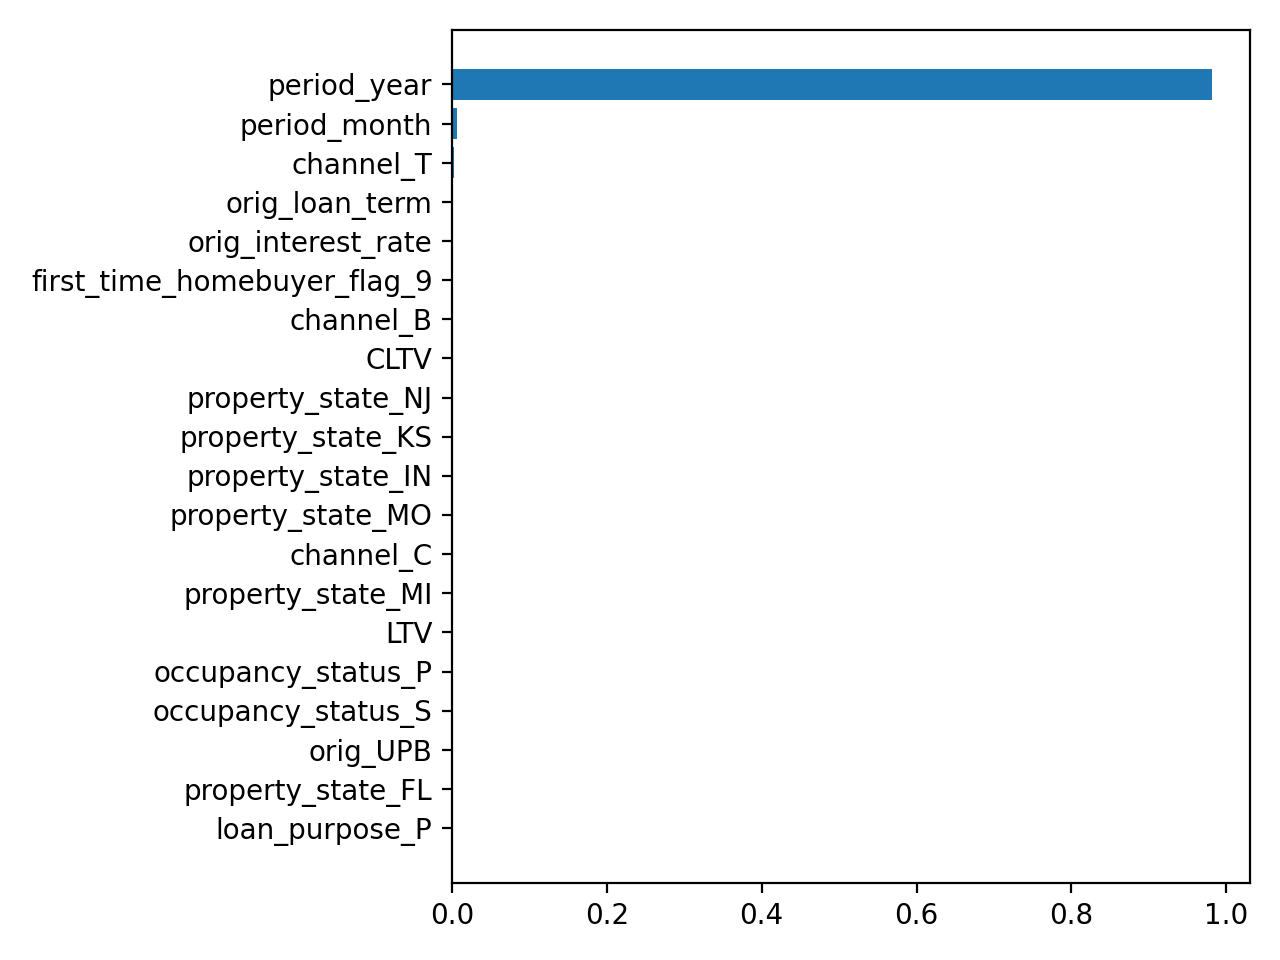 period_year
period_month
channel_T
orig_loan_term
orig_interest_rate
first_time_homebuyer_flag_9
channel_B
CLTV
property_state_NJ
property_state_KS
property_state_IN
property_state_MO
channel_C
property_state_MI
LTV
occupancy_status_P
occupancy_status_S
orig_UPB
property_state_FL
loan_purpose_P
0.0 0.2 0.4 0.6 0.8 1.0